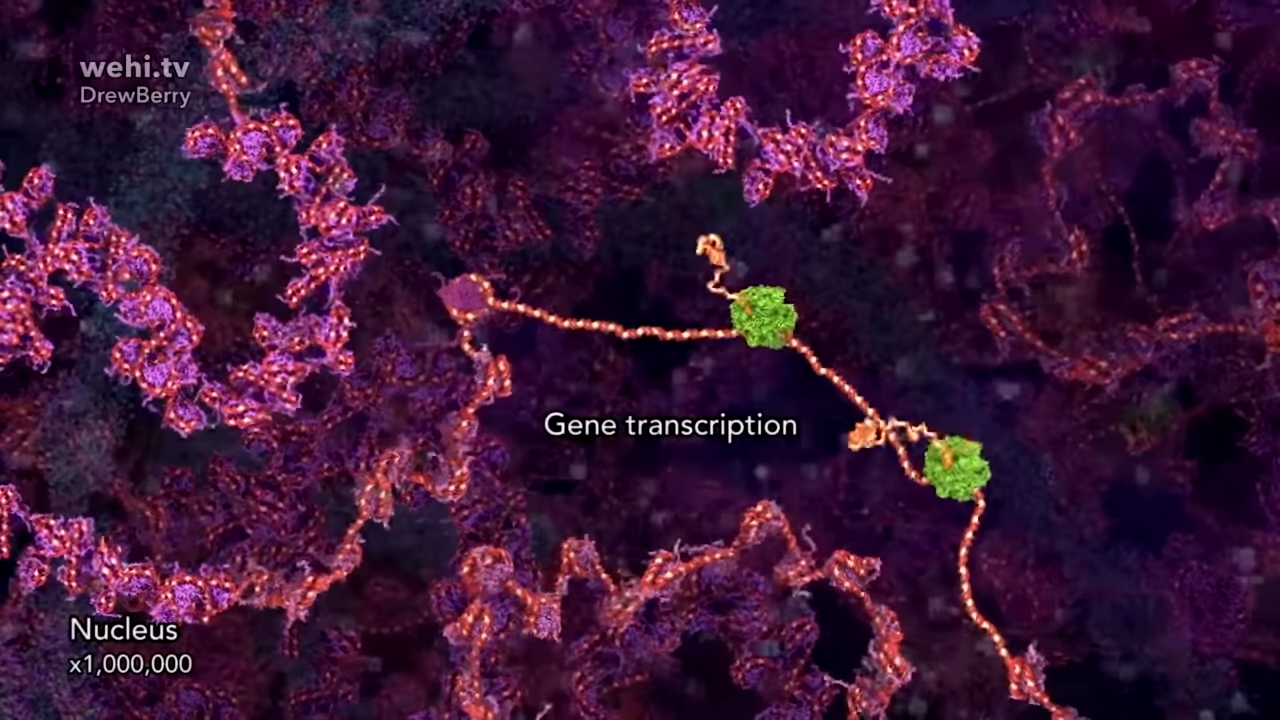 wehi.tv
DrewBerry
Gene transcription
Nucleus
x1,000,000